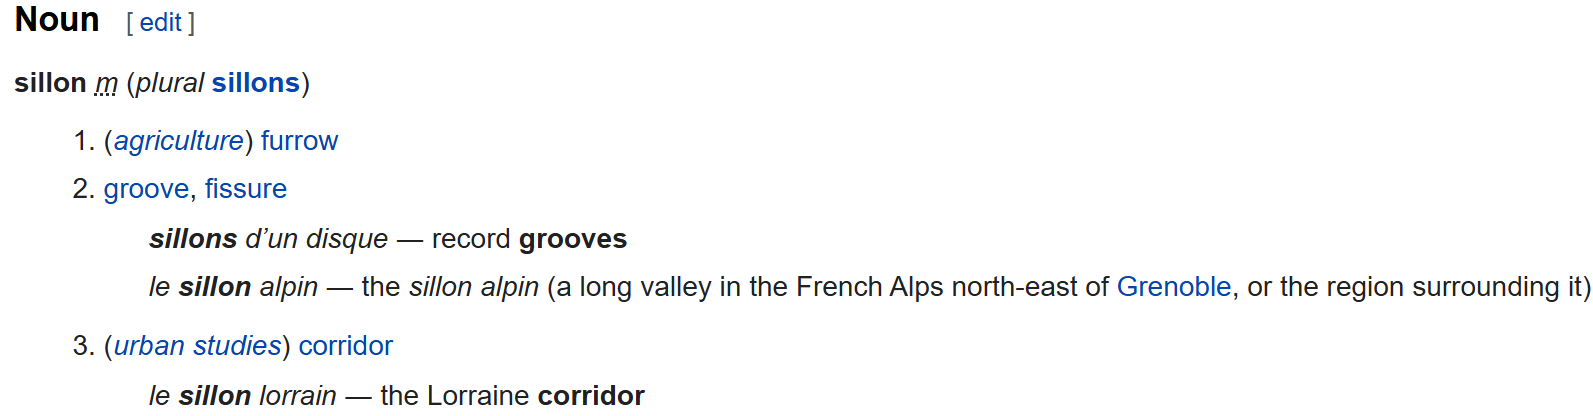 Noun [ edit ]
sillon m (plural sillons)
1. (agriculture) furrow
2. groove, fissure
sillons d’un disque — record grooves
le sillon alpin — the sillon alpin (a long valley in the French Alps north-east of Grenoble, or the region surrounding it)
3. (urban studies) corridor
le sillon lorrain — the Lorraine corridor